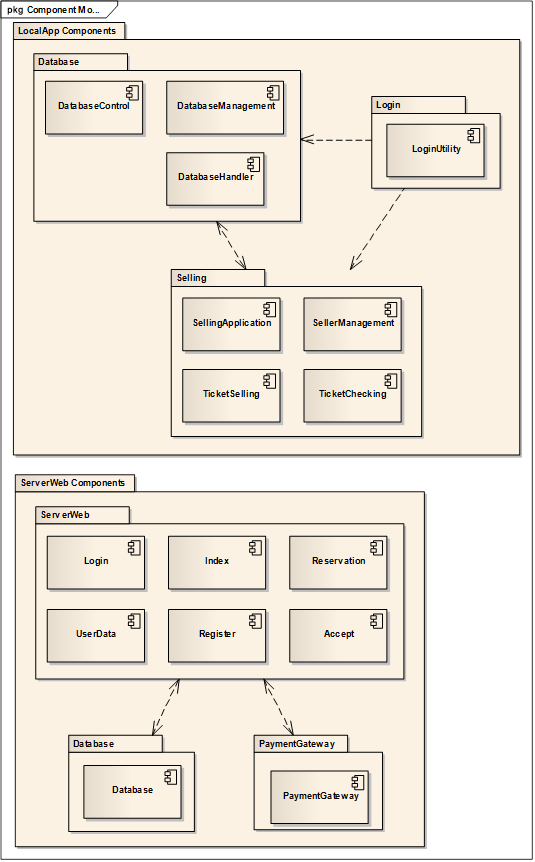 pkg Component Mo...
LocalApp Components
Database
DatabaseControl
DatabaseManagement
DatabaseHandler
Login
LoginUtility
Selling
SellingApplication
SellerManagement
TicketSelling
TicketChecking
ServerWeb Components
ServerWeb
Login
Index
Reservation
UserData
Register
Accept
Database
Database
PaymentGateway
PaymentGateway